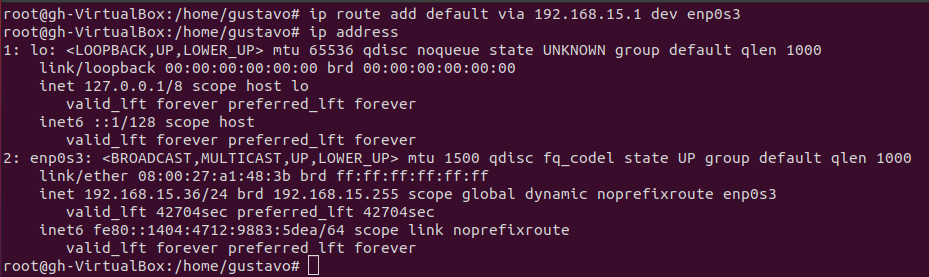 root@gh-VirtualBox:/home/gustavo# ip route add default via 192.168.15.1 dev enp0s3
root@gh-VirtualBox:/home/gustavo# ip address
1: lo: <LOOPBACK,UP,LOWER_UP> mtu 65536 qdisc noqueue state UNKNOWN group default qlen 1000
    link/loopback 00:00:00:00:00:00 brd 00:00:00:00:00:00
    inet 127.0.0.1/8 scope host lo
       valid_lft forever preferred_lft forever
    inet6 ::1/128 scope host
       valid_lft forever preferred_lft forever
2: enp0s3: <BROADCAST,MULTICAST,UP,LOWER_UP> mtu 1500 qdisc fq_codel state UP group default qlen 1000
    link/ether 08:00:27:a1:48:3b brd ff:ff:ff:ff:ff:ff
    inet 192.168.15.36/24 brd 192.168.15.255 scope global dynamic noprefixroute enp0s3
       valid_lft 42704sec preferred_lft 42704sec
    inet6 fe80::1404:4712:9883:5dea/64 scope link noprefixroute
       valid_lft forever preferred_lft forever
root@gh-VirtualBox:/home/gustavo#